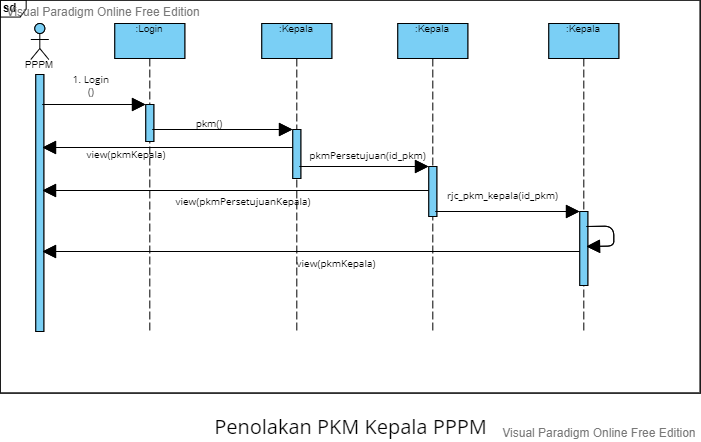 sd
Visual Paradigm Online Free Edition
:Login
:Kepala
:Kepala
:Kepala
PPPM
1. Login
()
pkm()
view(pkmKepala)
pkmPersetujuan(id_pkm)
view(pkmPersetujuanKepala)
rjc_pkm_kepala(id_pkm)
view(pkmKepala)
Penolakan PKM Kepala PPPM
Visual Paradigm Online Free Edition